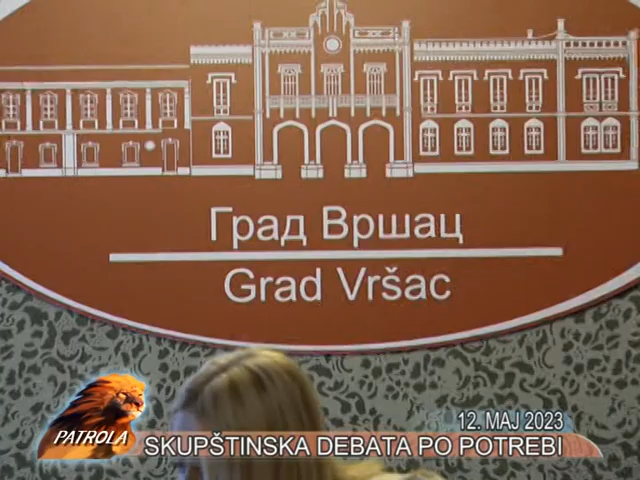 Град Вршац
Grad Vršac
12. MAJ 2023
PATROLA
SKUPŠTINSKA DEBATA PO POTREBI